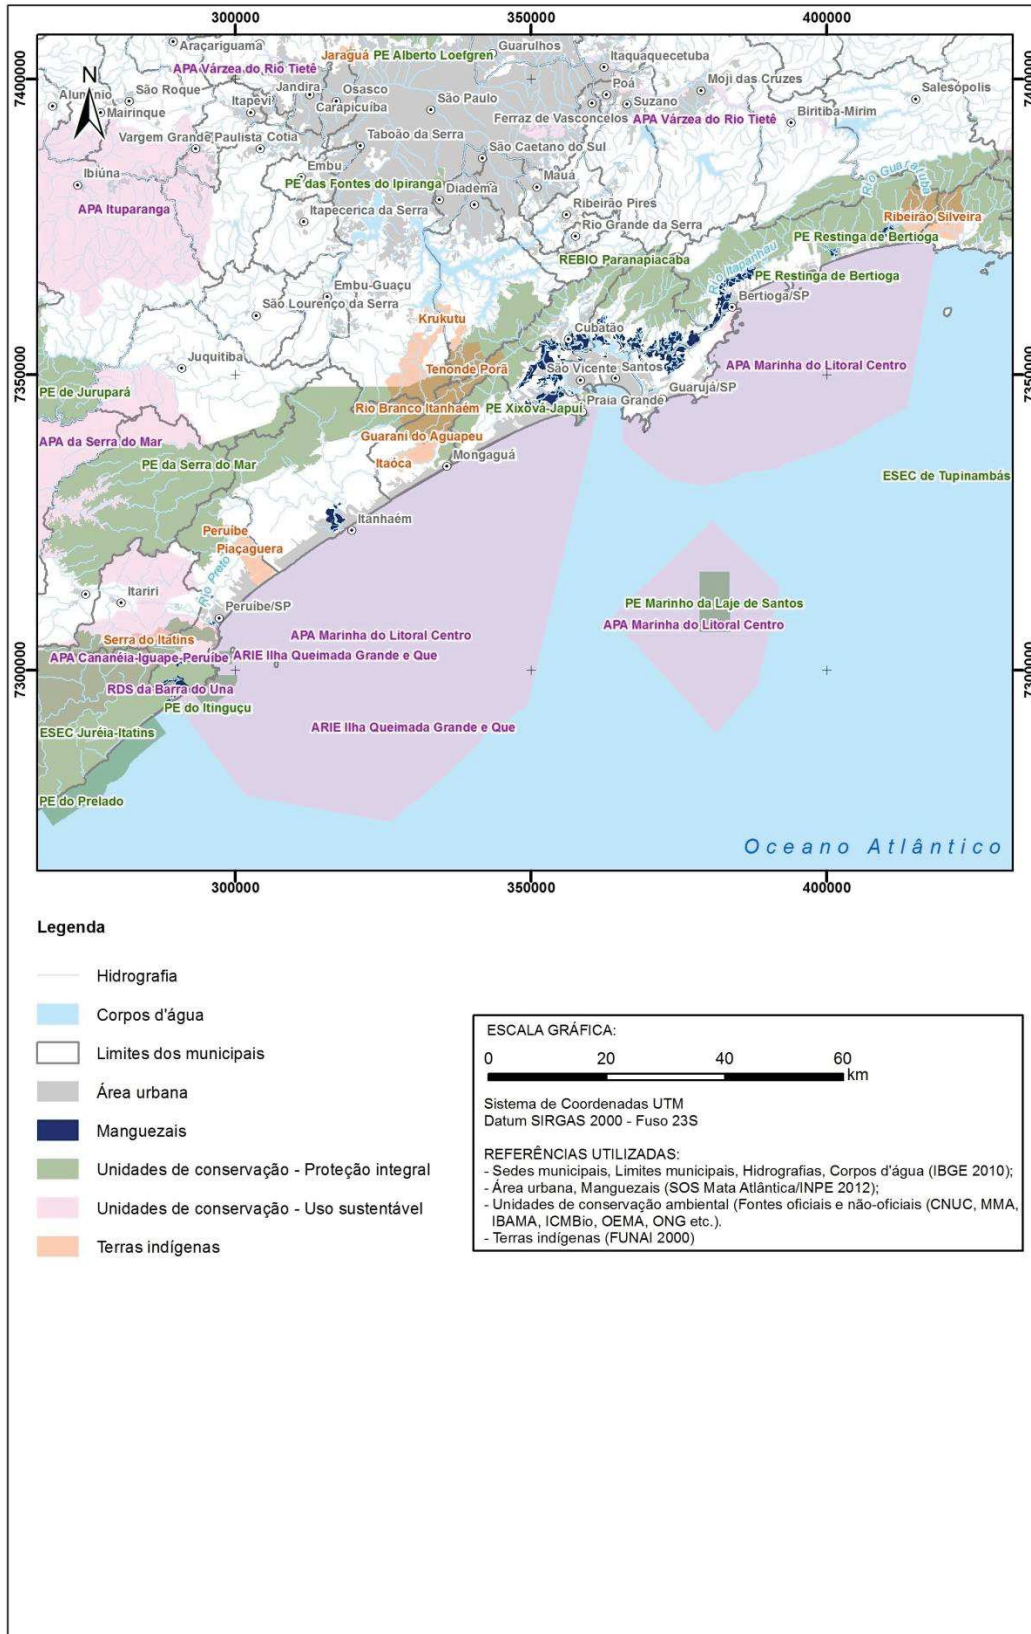 300000 350000 400000
Araçariguama
Jaraguá
PE Alberto Loefgren
Guarulhos
Itaquaquecetuba
APA Várzea do Rio Tietê
N
7400000
7400000
Alumínio
São Roque
Jandira
Osasco
Poá
Moji das Cruzes
Salesópolis
Mairinque
Itapevi
Carapicuíba
São Paulo
Suzano
Ferraz de Vasconcelos
APA Várzea do Rio Tietê
Biritiba-Mirim
Vargem Grande Paulista
Cotia
Taboão da Serra
São Caetano do Sul
Embu
Ibiúna
PE das Fontes do Ipiranga
Diadema
Mauá
Rio Guaratuba
APA Itupararanga
Itapecerica da Serra
Ribeirão Pires
Ribeirão Silveira
Rio Grande da Serra
PE Restinga de Bertioga
REBIO Paranapiacaba
Rio Itapanhaú
PE Restinga de Bertioga
Embu-Guaçu
São Lourenço da Serra
Bertioga/SP
Krukutu
Cubatão
Juquitiba
Tenonde Porã
São Vicente
Santos
APA Marinha do Litoral Centro
7350000
7350000
PE de Jurupará
Guarujá/SP
Praia Grande
Rio Branco Itanhaém
PE Xixová-Japuí
Guarani do Aguapeu
APA da Serra do Mar
Mongaguá
PE da Serra do Mar
Itaóca
ESEC de Tupinambás
Itanhaém
Peruíbe
Piaçaguera
Rio Preto
Itariri
Peruíbe/SP
PE Marinho da Laje de Santos
APA Marinha do Litoral Centro
Serra do Itatins
APA Marinha do Litoral Centro
APA Cananéia-Iguape-Peruíbe
ARIE Ilha Queimada Grande e Que
7300000
7300000
RDS da Barra do Una
PE do Itinguçu
ARIE Ilha Queimada Grande e Que
ESEC Juréia-Itatins
PE do Prelado
Oceano Atlântico
300000 350000 400000
Legenda
Hidrografia
Corpos d'água
Limites dos municipais
Área urbana
Manguezais
Unidades de conservação - Proteção integral
Unidades de conservação - Uso sustentável
Terras indígenas
ESCALA GRÁFICA:
0 20 40 60
km
Sistema de Coordenadas UTM
Datum SIRGAS 2000 - Fuso 23S
REFERÊNCIAS UTILIZADAS:
- Sedes municipais, Limites municipais, Hidrografias, Corpos d'água (IBGE 2010);
- Área urbana, Manguezais (SOS Mata Atlântica/INPE 2012);
- Unidades de conservação ambiental (Fontes oficiais e não-oficiais (CNUC, MMA,
IBAMA, ICMBio, OEMA, ONG etc.).
- Terras indígenas (FUNAI 2000)